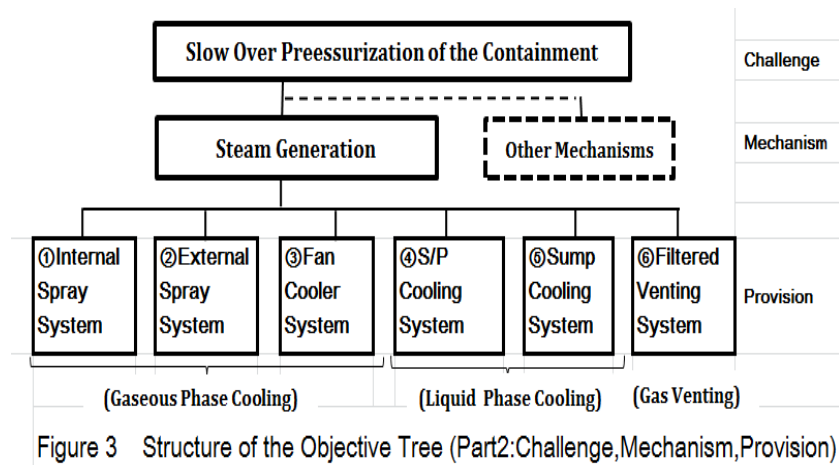 Slow Over Preessurization of the Containment
Challenge
Steam Generation
Other Mechanisms
Mechanism
①Internal
Spray
System
②External
Spray
System
③Fan
Cooler
System
④S/P
Cooling
System
⑤Sump
Cooling
System
⑥Filtered
Venting
System
Provision
(Gaseous Phase Cooling)
(Liquid Phase Cooling)
(Gas Venting)
Figure 3 Structure of the Objective Tree (Part2:Challenge,Mechanism,Provision)